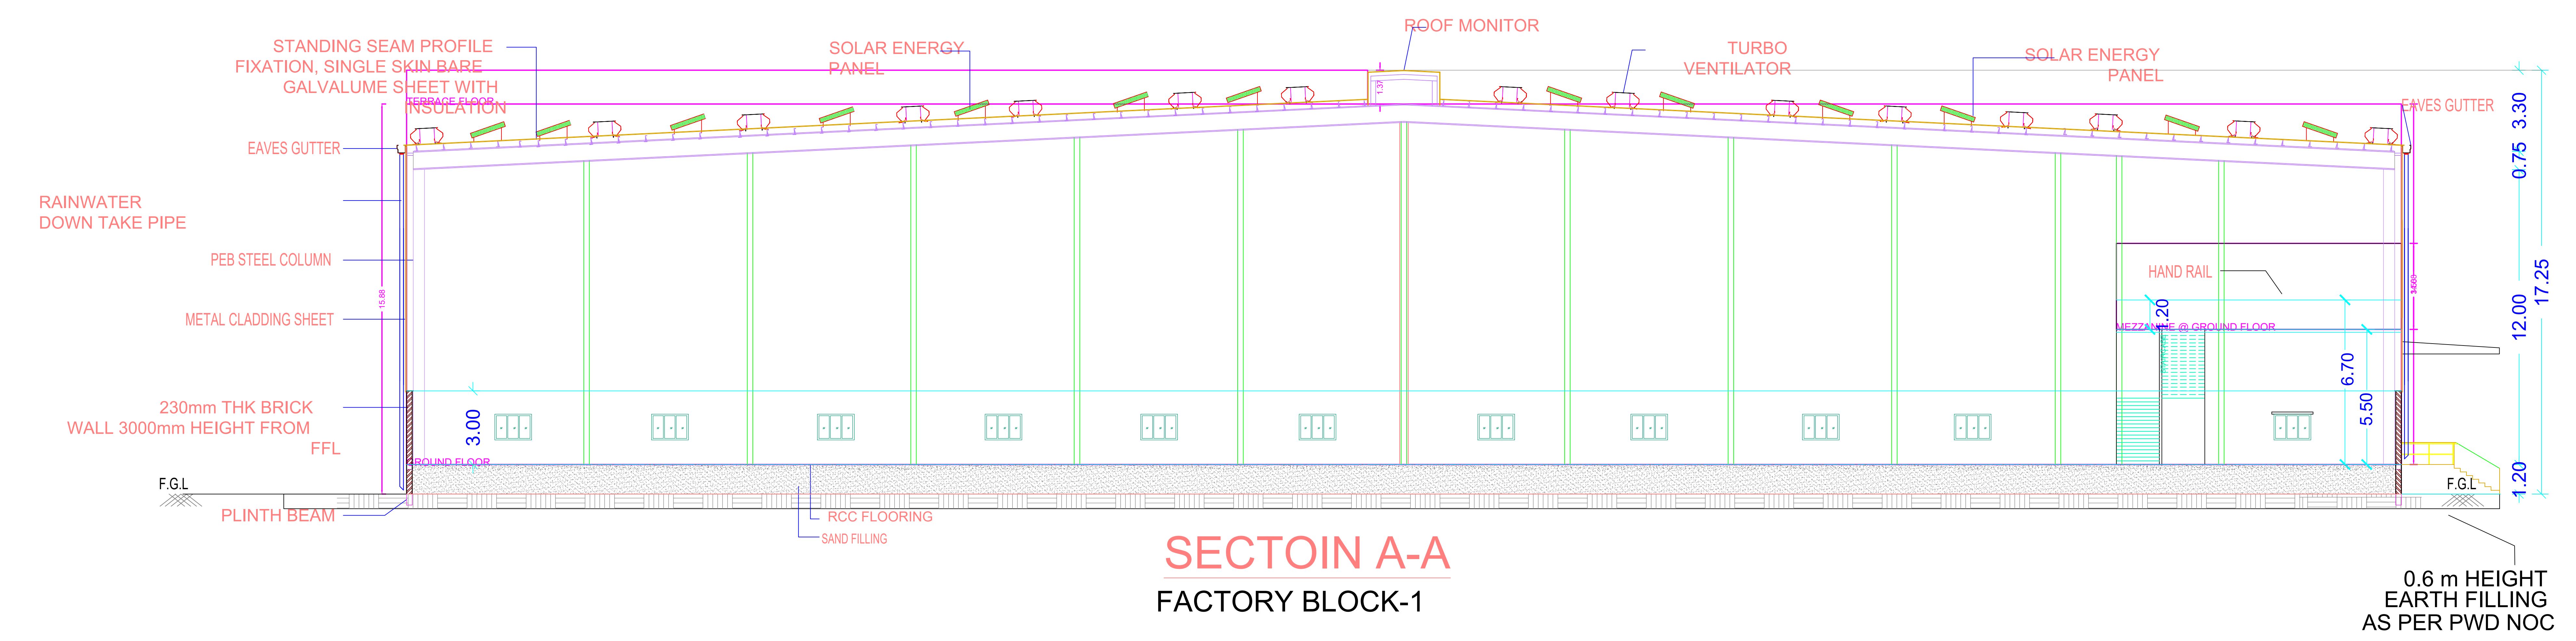 ROOF MONITOR
STANDING SEAM PROFILE
FIXATION, SINGLE SKIN BARE
GALVALUME SHEET WITH
INSULATION
SOLAR ENERGY
PANEL
TURBO
VENTILATOR
SOLAR ENERGY
PANEL
TERRACE FLOOR
1.37
EAVES GUTTER
EAVES GUTTER
3.30
0.75
RAINWATER
DOWN TAKE PIPE
PEB STEEL COLUMN
HAND RAIL
17.25
15.88
12.00
METAL CLADDING SHEET
1.20
MEZZANINE @ GROUND FLOOR
6.70
5.50
230mm THK BRICK
WALL 3000mm HEIGHT FROM
FFL
3.00
GROUND FLOOR
F.G.L
F.G.L
1.20
PLINTH BEAM
RCC FLOORING
SAND FILLING
SECTOIN A-A
FACTORY BLOCK-1
0.6 m HEIGHT
EARTH FILLING
AS PER PWD NOC